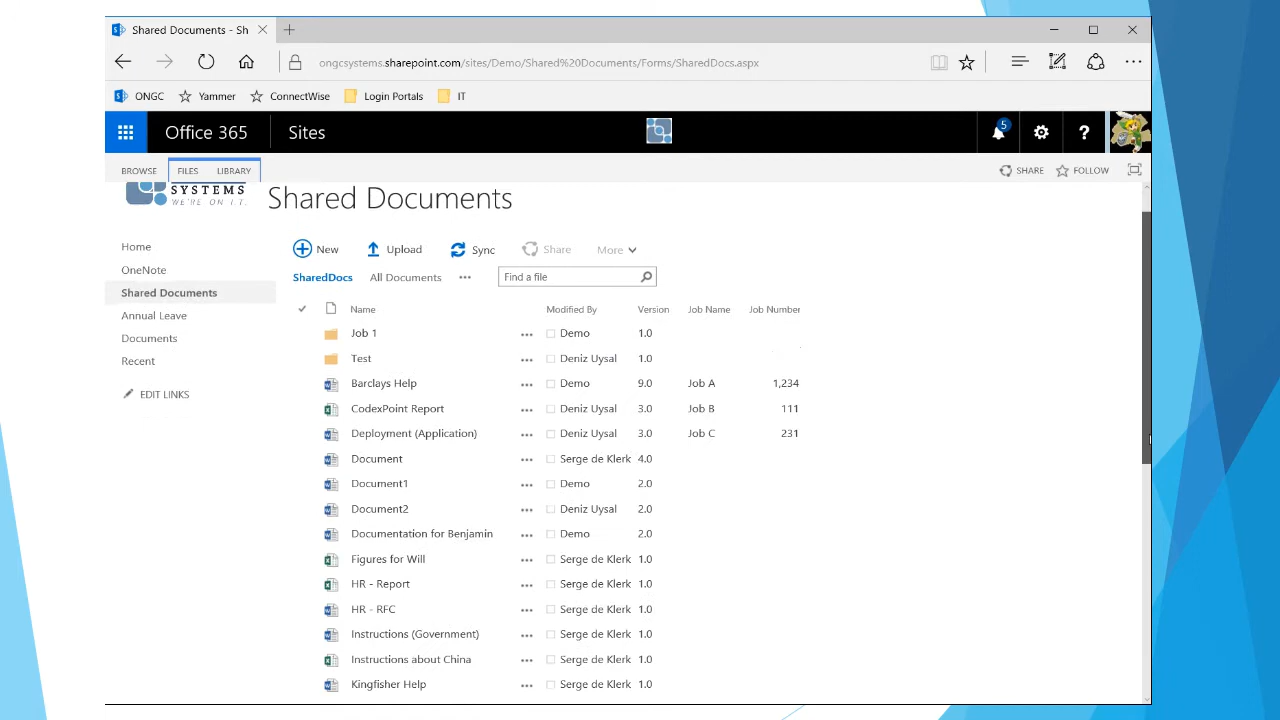 Shared Documents - Sh
ongcsystems.sharepoint.com/sites/Demo/Shared%20Documents/Forms/SharedDocs.aspx
ONGC Yammer ConnectWise Login Portals IT
Office 365 Sites 5 ?
BROWSE FILES LIBRARY SHARE FOLLOW
SYSTEMS
WE'RE ON I.T.
Shared Documents
Home
OneNote
Shared Documents
Annual Leave
Documents
Recent
EDIT LINKS
New Upload Sync Share More
SharedDocs All Documents ••• Find a file
Name Modified By Version Job Name Job Number
Job 1 ••• Demo 1.0
Test ••• Deniz Uysal 1.0
Barclays Help ••• Demo 9.0 Job A 1,234
CodexPoint Report ••• Deniz Uysal 3.0 Job B 111
Deployment (Application) ••• Deniz Uysal 3.0 Job C 231
Document ••• Serge de Klerk 4.0
Document1 ••• Demo 2.0
Document2 ••• Deniz Uysal 2.0
Documentation for Benjamin ••• Demo 2.0
Figures for Will ••• Serge de Klerk 1.0
HR - Report ••• Serge de Klerk 1.0
HR - RFC ••• Serge de Klerk 1.0
Instructions (Government) ••• Serge de Klerk 1.0
Instructions about China ••• Serge de Klerk 1.0
Kingfisher Help ••• Serge de Klerk 1.0